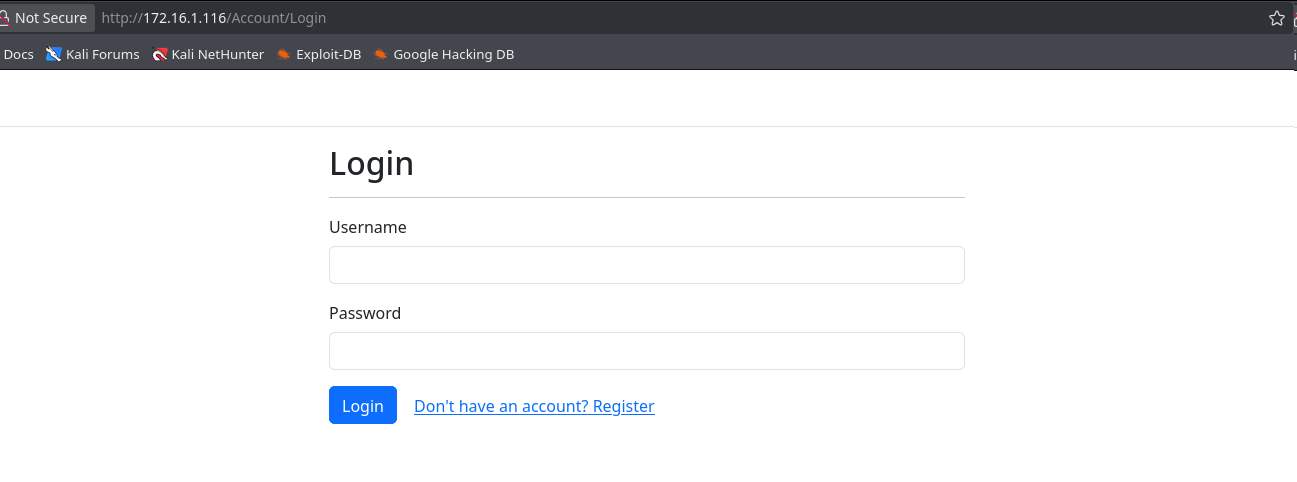 Not Secure http://172.16.1.116/Account/Login
Docs Kali Forums Kali NetHunter Exploit-DB Google Hacking DB
Login
Username
Password
Login Don't have an account? Register